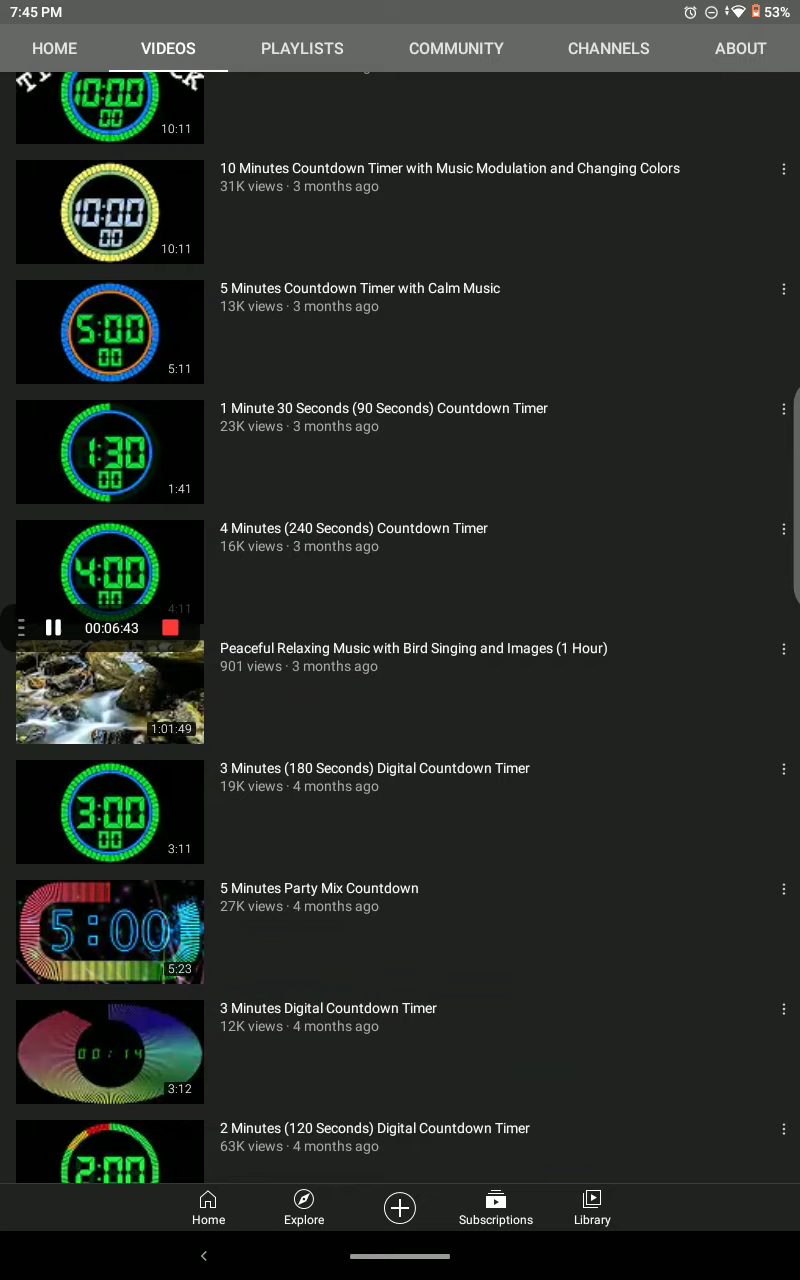 7:45 PM
53%
HOME
VIDEOS
PLAYLISTS
COMMUNITY
CHANNELS
ABOUT
10:00
00
10:11
10 Minutes Countdown Timer with Music Modulation and Changing Colors
31K views · 3 months ago
10:00
00
10:11
5 Minutes Countdown Timer with Calm Music
13K views · 3 months ago
5:00
00
5:11
1 Minute 30 Seconds (90 Seconds) Countdown Timer
23K views · 3 months ago
1:30
00
1:41
4 Minutes (240 Seconds) Countdown Timer
16K views · 3 months ago
4:00
00
4:11
00:06:43
Peaceful Relaxing Music with Bird Singing and Images (1 Hour)
901 views · 3 months ago
1:01:49
3 Minutes (180 Seconds) Digital Countdown Timer
19K views · 4 months ago
3:00
00
3:11
5 Minutes Party Mix Countdown
27K views · 4 months ago
5:00
5:23
3 Minutes Digital Countdown Timer
12K views · 4 months ago
00:14
3:12
2 Minutes (120 Seconds) Digital Countdown Timer
63K views · 4 months ago
2:00
Home
Explore
Subscriptions
Library